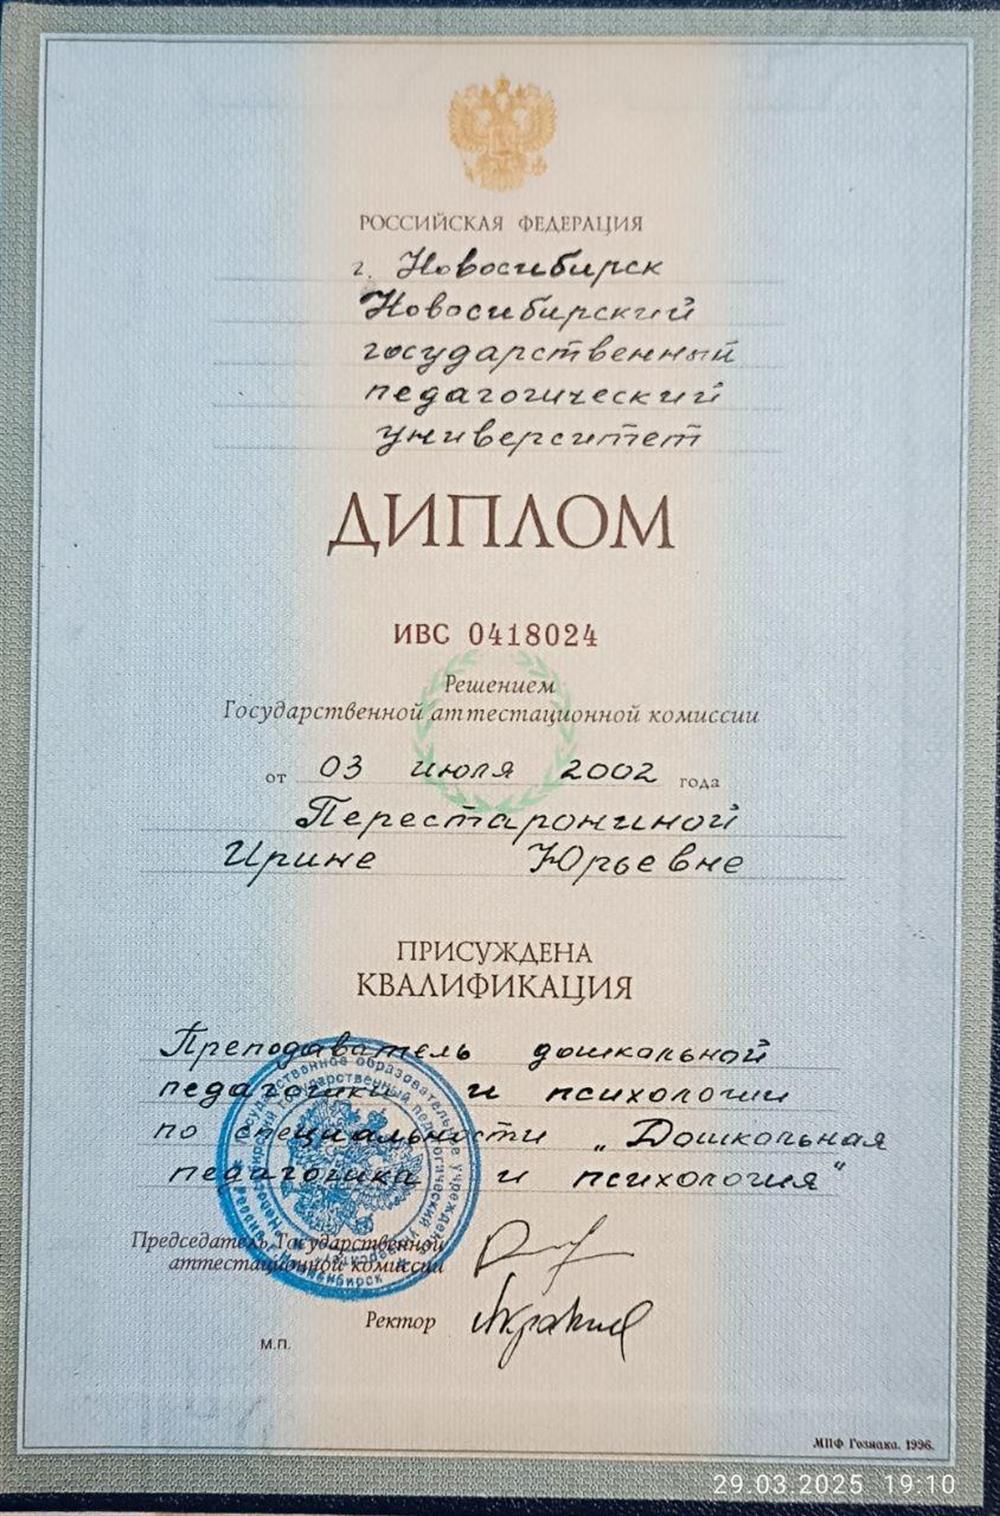 РОССИЙСКАЯ ФЕДЕРАЦИЯ
г. Новосибирск
Новосибирский
государственный
педагогический
университет
ДИПЛОМ
ИВС 0418024
Решением
Государственной аттестационной комиссии
от 03 июля 2002 года
Перестарониной
Ирине Юрьевне
ПРИСУЖДЕНА
КВАЛИФИКАЦИЯ
Преподаватель дошкольной
педагогики и психологии
по специальности „Дошкольная
педагогика и психология"
Председатель Государственной
аттестационной комиссии
Ректор
М.П.
МПФ Гознака. 1996.
29.03.2025 19:10